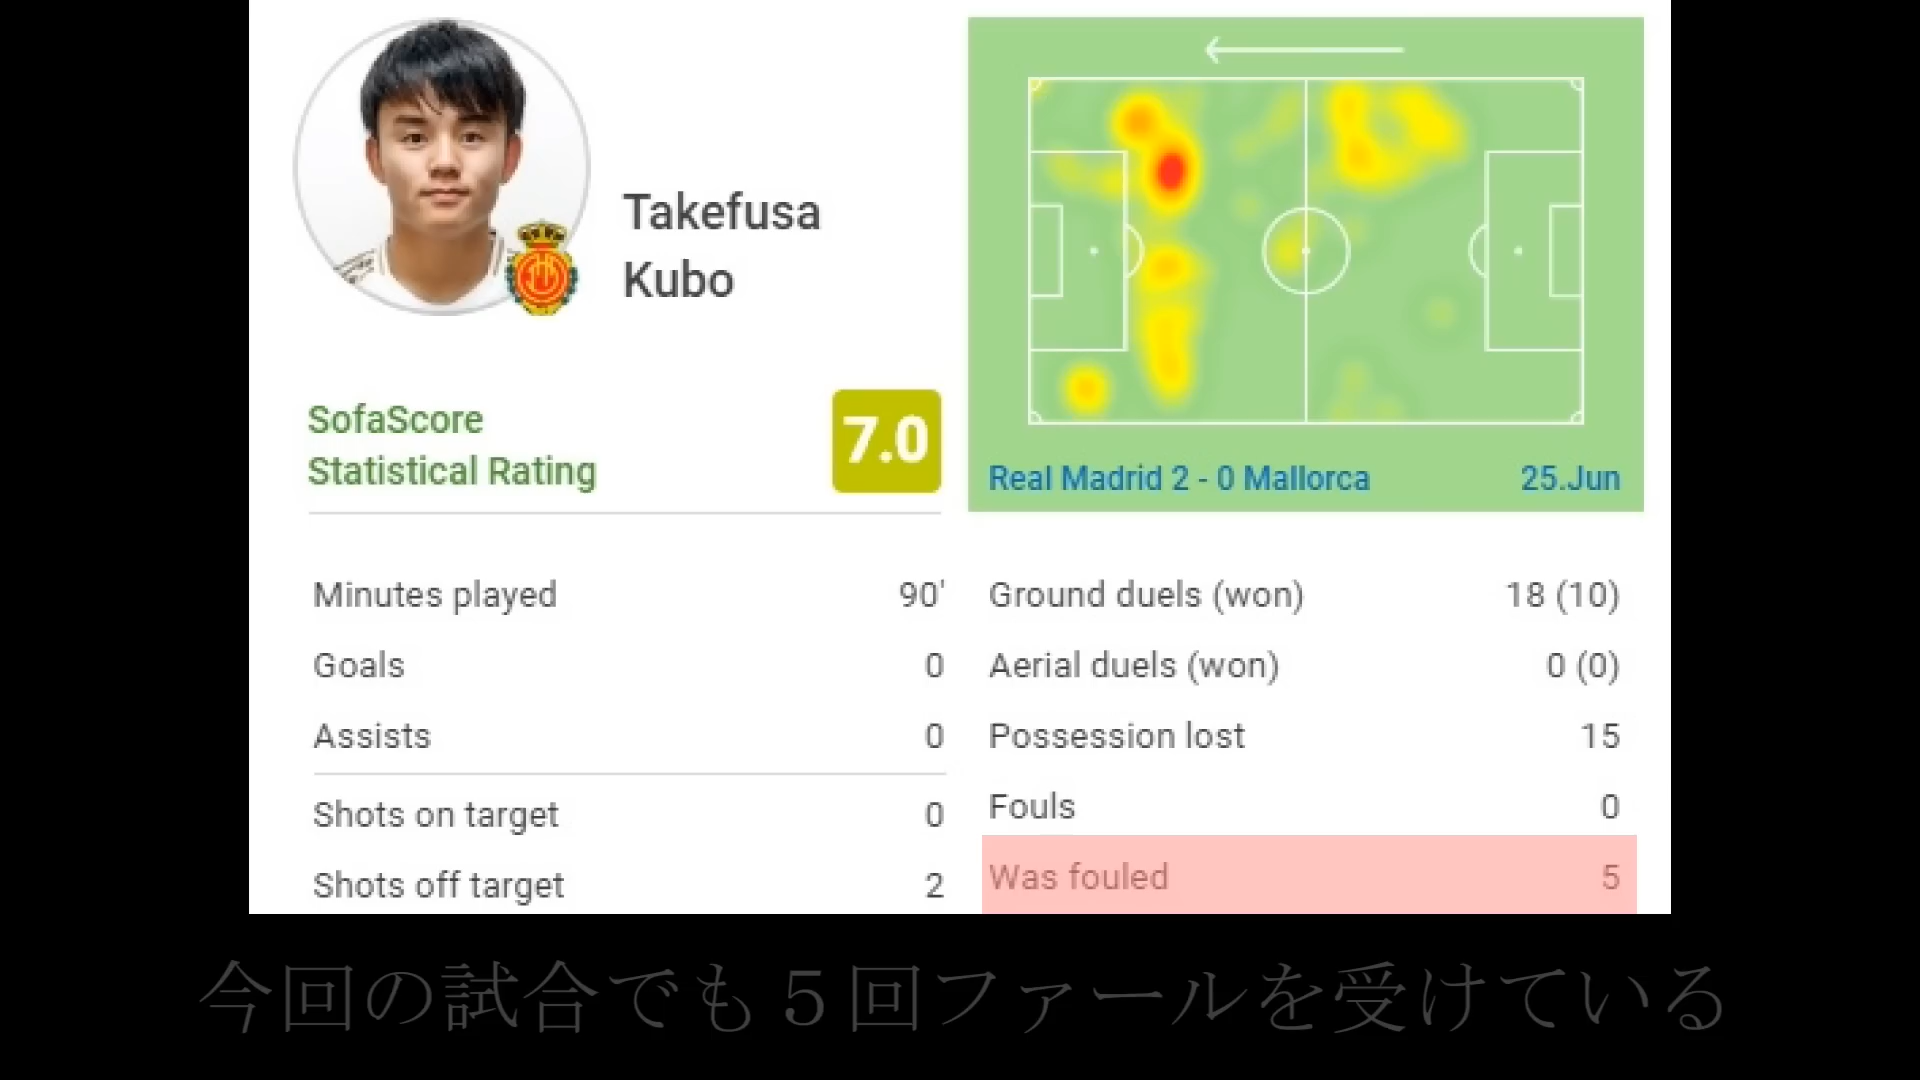 Takefusa
Kubo
SofaScore
Statistical Rating
7.0
Real Madrid 2 - 0 Mallorca 25.Jun
Minutes played 90'
Goals 0
Assists 0
Shots on target 0
Shots off target 2
Ground duels (won) 18 (10)
Aerial duels (won) 0 (0)
Possession lost 15
Fouls 0
Was fouled 5
今回の試合でも５回ファールを受けている